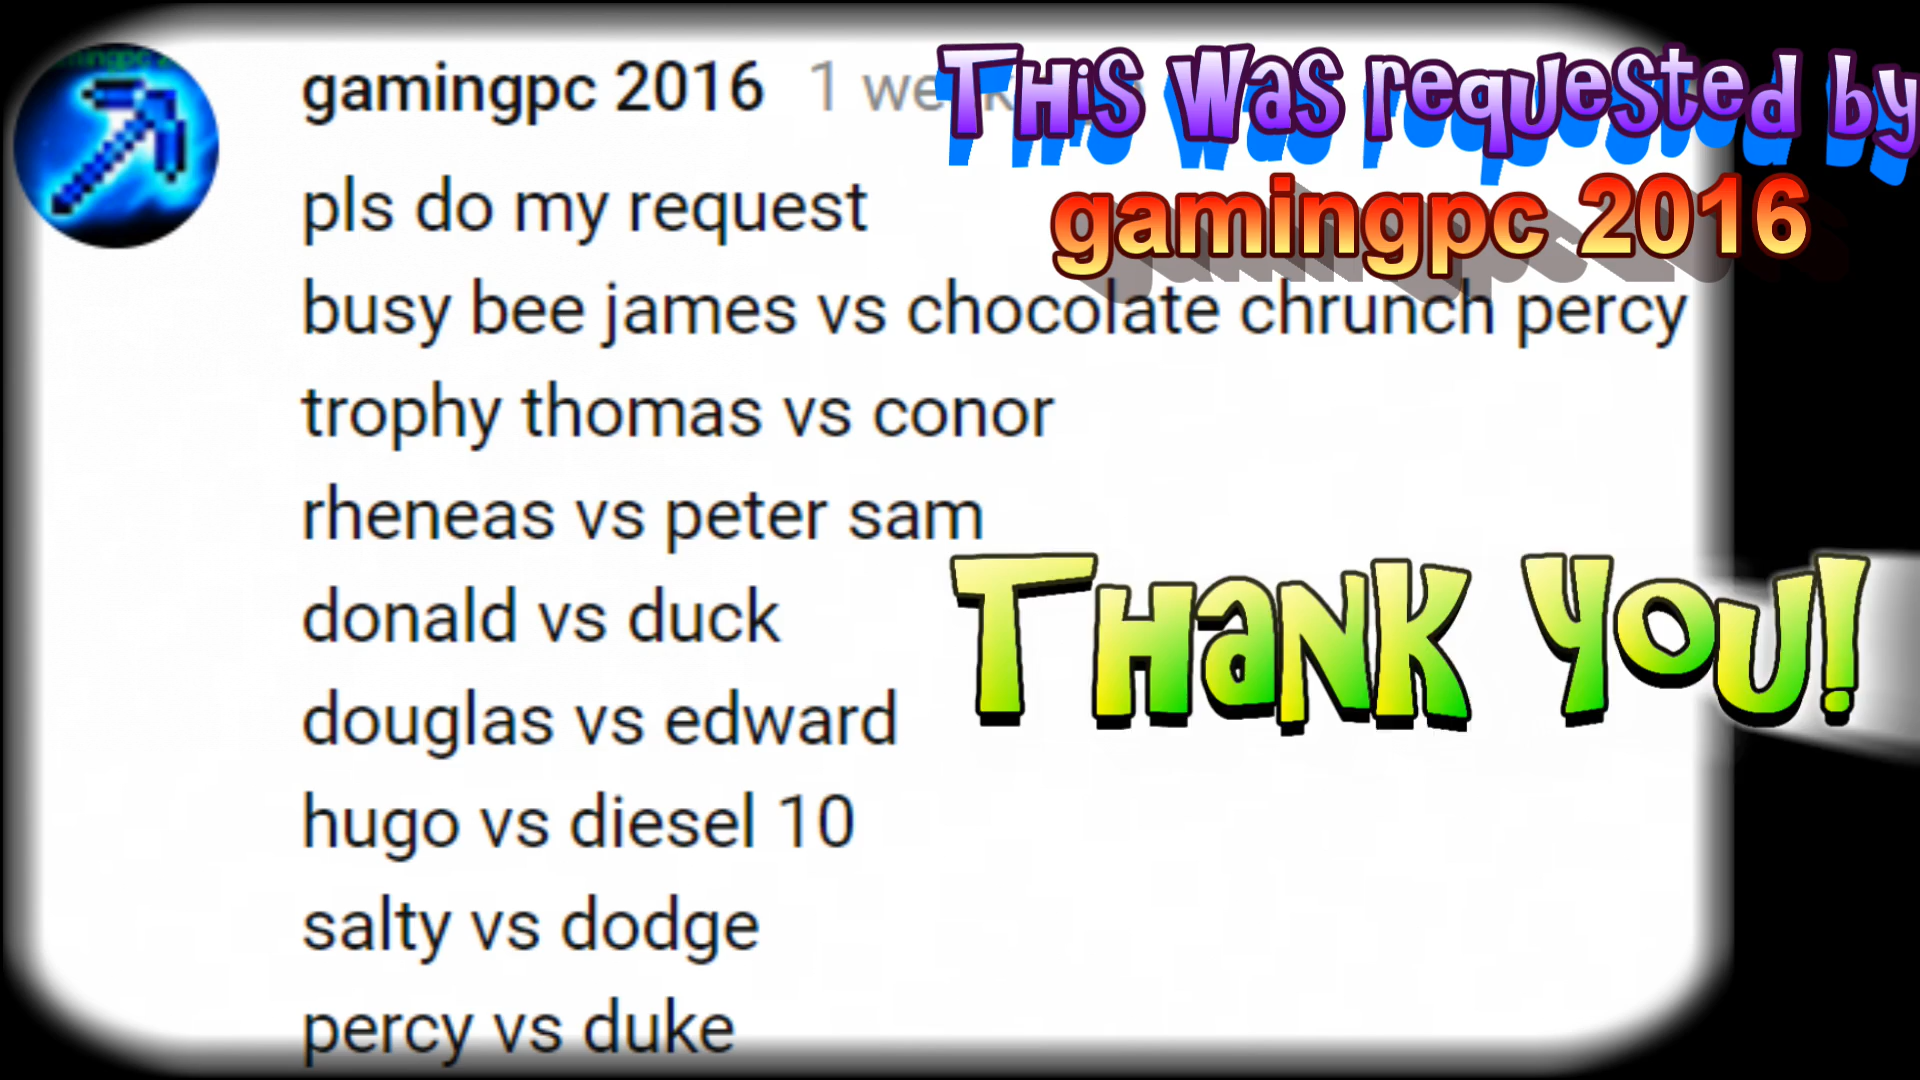 gamingpc 2016 1 week
This was requested by
gamingpc 2016
pls do my request
busy bee james vs chocolate chrunch percy
trophy thomas vs conor
rheneas vs peter sam
donald vs duck
Thank you!
douglas vs edward
hugo vs diesel 10
salty vs dodge
percy vs duke